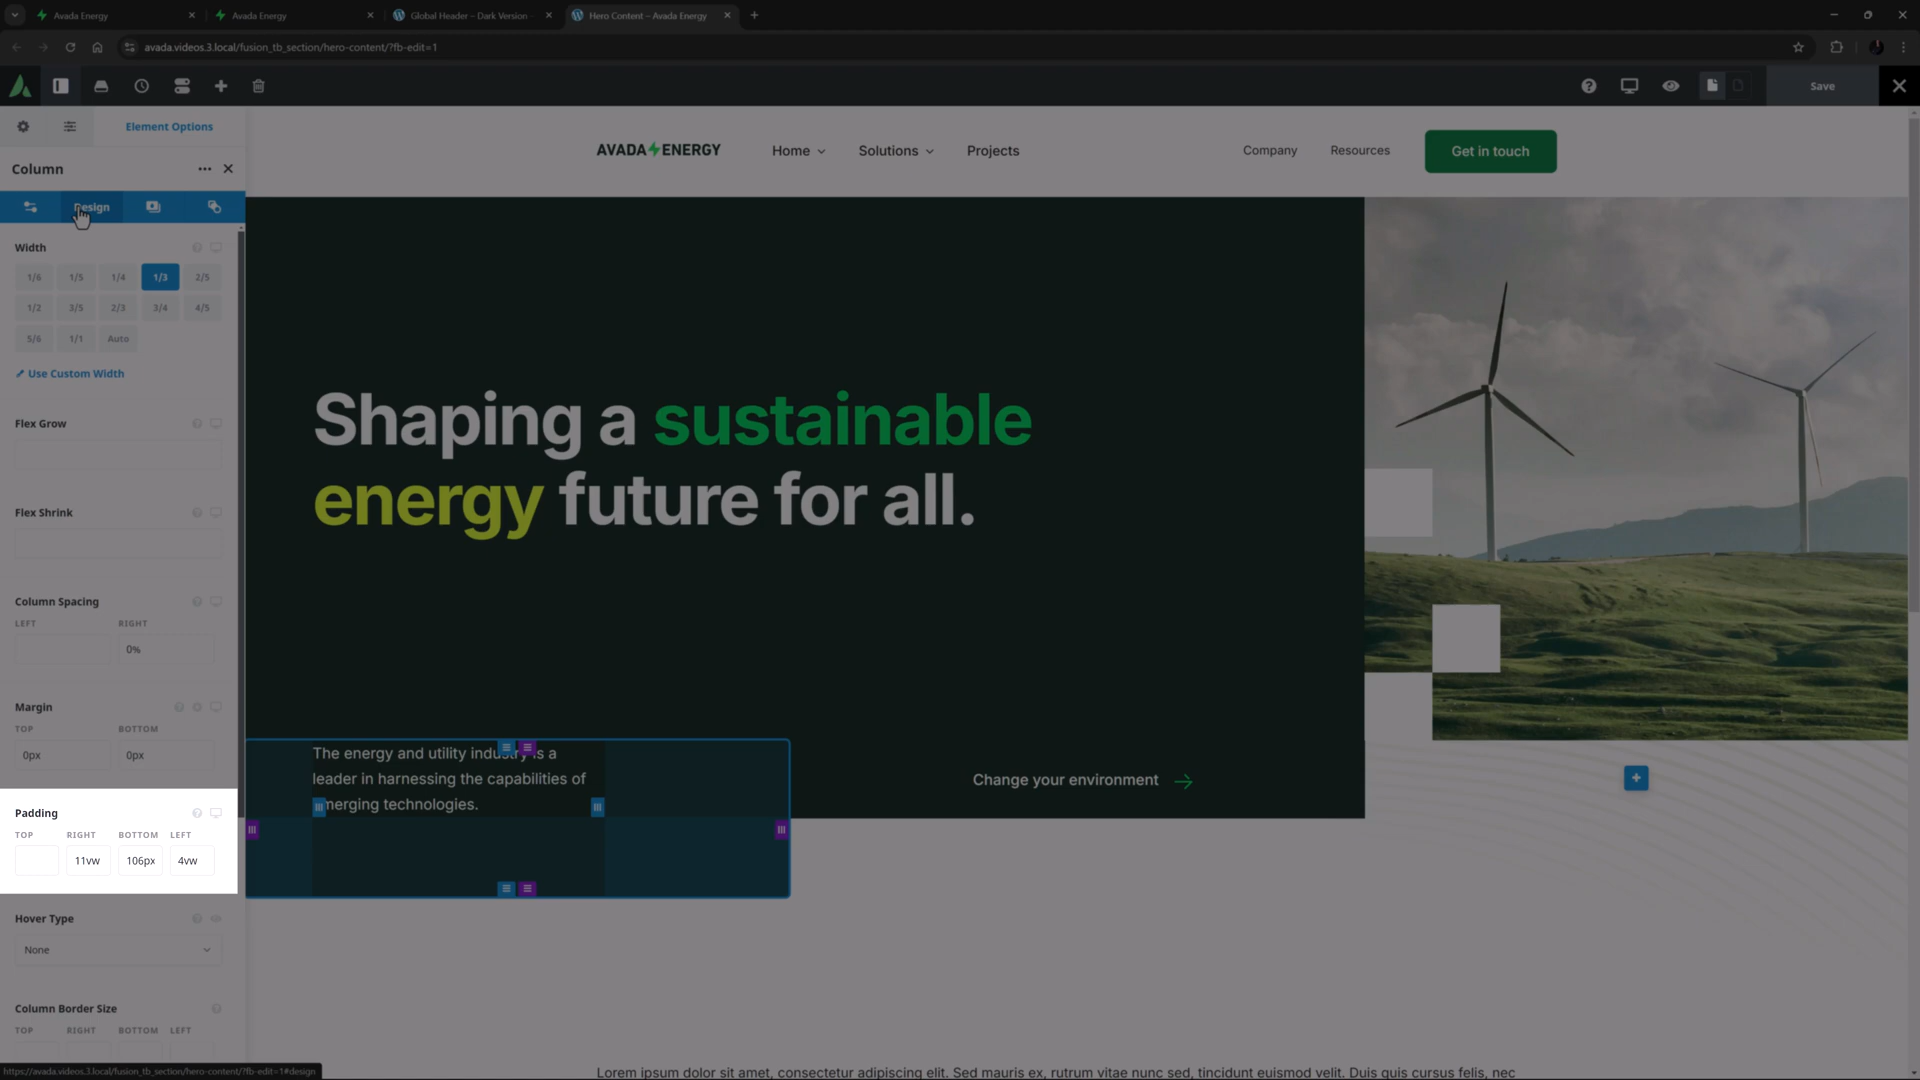 Avada Energy
Avada Energy
Global Header – Dark Version
Hero Content – Avada Energy
avada.videos.3.local/fusion_tb_section/hero-content/?fb-edit=1
Save
Element Options
Column
Design
Width
1/6 1/5 1/4 1/3 2/5
1/2 3/5 2/3 3/4 4/5
5/6 1/1 Auto
Use Custom Width
Flex Grow
Flex Shrink
Column Spacing
LEFT RIGHT
0%
Margin
TOP BOTTOM
0px 0px
Padding
TOP RIGHT BOTTOM LEFT
11vw 106px 4vw
Hover Type
None
Column Border Size
TOP RIGHT BOTTOM LEFT
https://avada.videos.3.local/fusion_tb_section/hero-content/?fb-edit=1#design
AVADA ENERGY
Home Solutions Projects
Company Resources Get in touch
Shaping a sustainable
energy future for all.
The energy and utility industry is a
leader in harnessing the capabilities of
emerging technologies.
Change your environment
Lorem ipsum dolor sit amet, consectetur adipiscing elit. Sed mauris ex, rutrum vitae nunc sed, tincidunt euismod velit. Duis quis cursus felis, nec